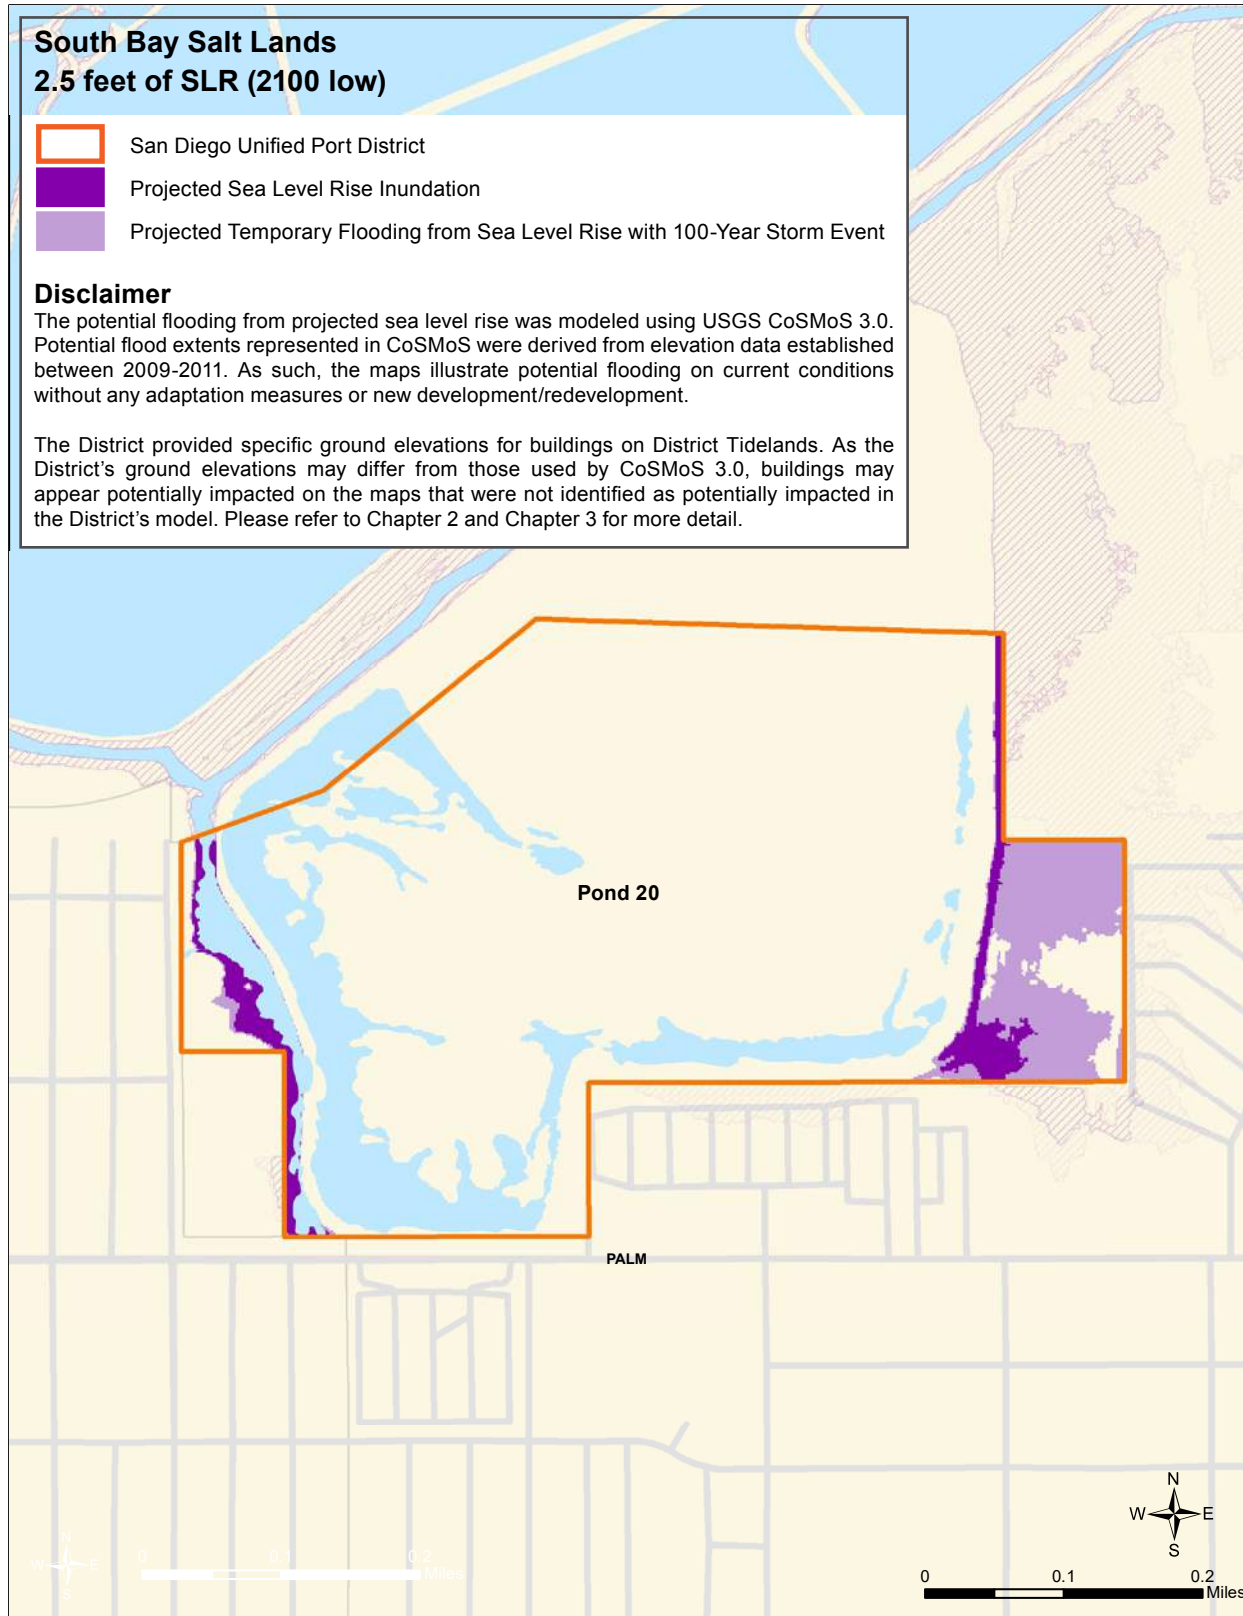 South Bay Salt Lands
2.5 feet of SLR (2100 low)
San Diego Unified Port District
Projected Sea Level Rise Inundation
Projected Temporary Flooding from Sea Level Rise with 100-Year Storm Event
Disclaimer
The potential flooding from projected sea level rise was modeled using USGS CoSMoS 3.0.
Potential flood extents represented in CoSMoS were derived from elevation data established
between 2009-2011. As such, the maps illustrate potential flooding on current conditions
without any adaptation measures or new development/redevelopment.
The District provided specific ground elevations for buildings on District Tidelands. As the
District's ground elevations may differ from those used by CoSMoS 3.0, buildings may
appear potentially impacted on the maps that were not identified as potentially impacted in
the District's model. Please refer to Chapter 2 and Chapter 3 for more detail.
Pond 20
PALM
N
W E
S
0 0.1 0.2
Miles
N
W E
S
0 0.1 0.2
Miles